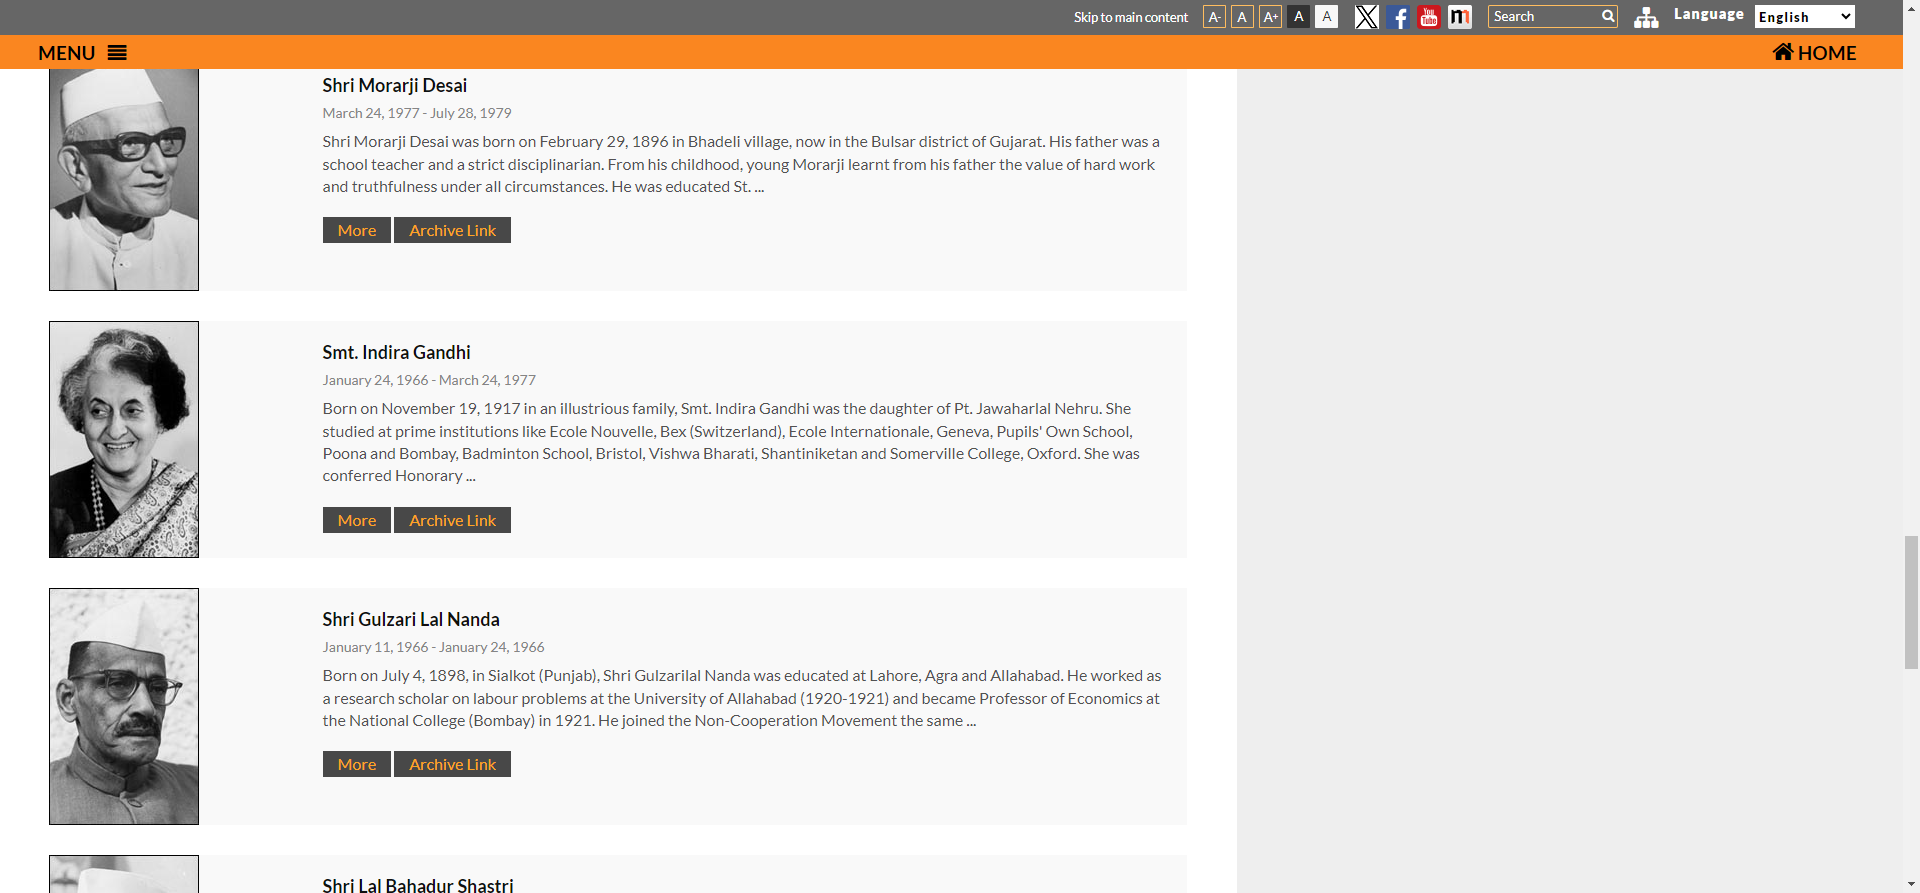 Skip to main content A- A A+ A A You Tube m Search Language English
MENU HOME
Shri Morarji Desai
March 24, 1977 - July 28, 1979
Shri Morarji Desai was born on February 29, 1896 in Bhadeli village, now in the Bulsar district of Gujarat. His father was a
school teacher and a strict disciplinarian. From his childhood, young Morarji learnt from his father the value of hard work
and truthfulness under all circumstances. He was educated St. ...
More Archive Link
Smt. Indira Gandhi
January 24, 1966 - March 24, 1977
Born on November 19, 1917 in an illustrious family, Smt. Indira Gandhi was the daughter of Pt. Jawaharlal Nehru. She
studied at prime institutions like Ecole Nouvelle, Bex (Switzerland), Ecole Internationale, Geneva, Pupils' Own School,
Poona and Bombay, Badminton School, Bristol, Vishwa Bharati, Shantiniketan and Somerville College, Oxford. She was
conferred Honorary ...
More Archive Link
Shri Gulzari Lal Nanda
January 11, 1966 - January 24, 1966
Born on July 4, 1898, in Sialkot (Punjab), Shri Gulzarilal Nanda was educated at Lahore, Agra and Allahabad. He worked as
a research scholar on labour problems at the University of Allahabad (1920-1921) and became Professor of Economics at
the National College (Bombay) in 1921. He joined the Non-Cooperation Movement the same ...
More Archive Link
Shri Lal Bahadur Shastri